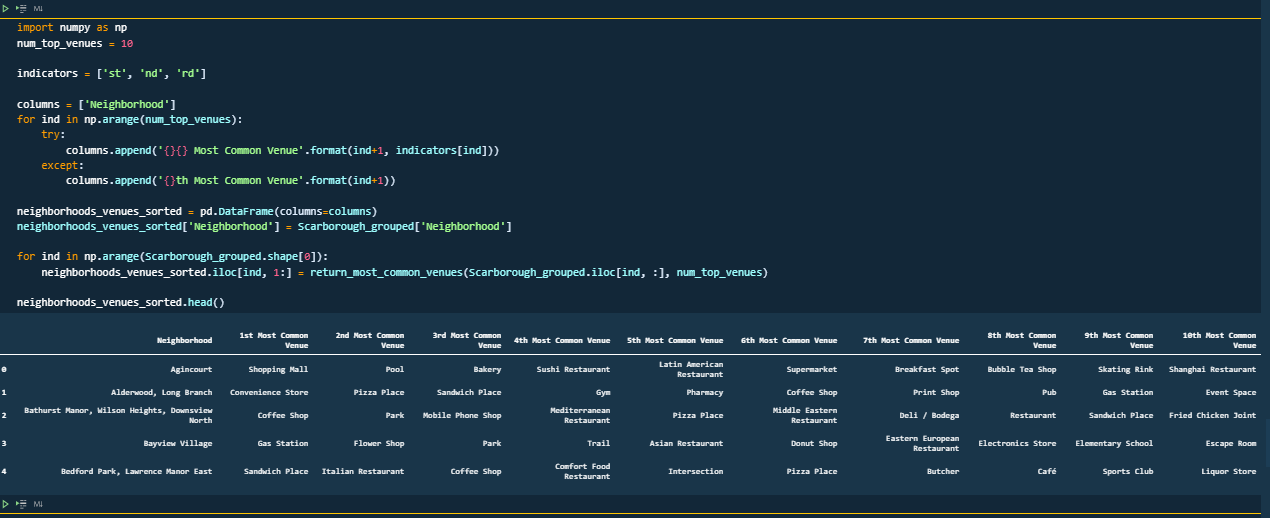 M↓
import numpy as np
num_top_venues = 10
indicators = ['st', 'nd', 'rd']
columns = ['Neighborhood']
for ind in np.arange(num_top_venues):
    try:
        columns.append('{}{} Most Common Venue'.format(ind+1, indicators[ind]))
    except:
        columns.append('{}th Most Common Venue'.format(ind+1))
neighborhoods_venues_sorted = pd.DataFrame(columns=columns)
neighborhoods_venues_sorted['Neighborhood'] = Scarborough_grouped['Neighborhood']
for ind in np.arange(Scarborough_grouped.shape[0]):
    neighborhoods_venues_sorted.iloc[ind, 1:] = return_most_common_venues(Scarborough_grouped.iloc[ind, :], num_top_venues)
neighborhoods_venues_sorted.head()
Neighborhood 1st Most Common Venue 2nd Most Common Venue 3rd Most Common Venue 4th Most Common Venue 5th Most Common Venue 6th Most Common Venue 7th Most Common Venue 8th Most Common Venue 9th Most Common Venue 10th Most Common Venue
0 Agincourt Shopping Mall Pool Bakery Sushi Restaurant Latin American Restaurant Supermarket Breakfast Spot Bubble Tea Shop Skating Rink Shanghai Restaurant
1 Alderwood, Long Branch Convenience Store Pizza Place Sandwich Place Gym Pharmacy Coffee Shop Print Shop Pub Gas Station Event Space
2 Bathurst Manor, Wilson Heights, Downsview North Coffee Shop Park Mobile Phone Shop Mediterranean Restaurant Pizza Place Middle Eastern Restaurant Deli / Bodega Restaurant Sandwich Place Fried Chicken Joint
3 Bayview Village Gas Station Flower Shop Park Trail Asian Restaurant Donut Shop Eastern European Restaurant Electronics Store Elementary School Escape Room
4 Bedford Park, Lawrence Manor East Sandwich Place Italian Restaurant Coffee Shop Comfort Food Restaurant Intersection Pizza Place Butcher Café Sports Club Liquor Store
M↓